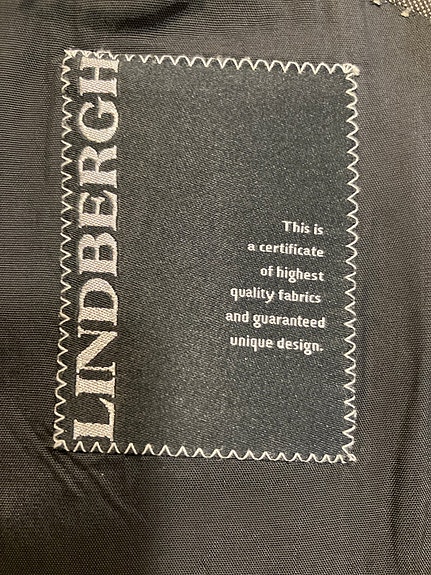 LINDBERGH
This is
a certificate
of highest
quality fabrics
and guaranteed
unique design.